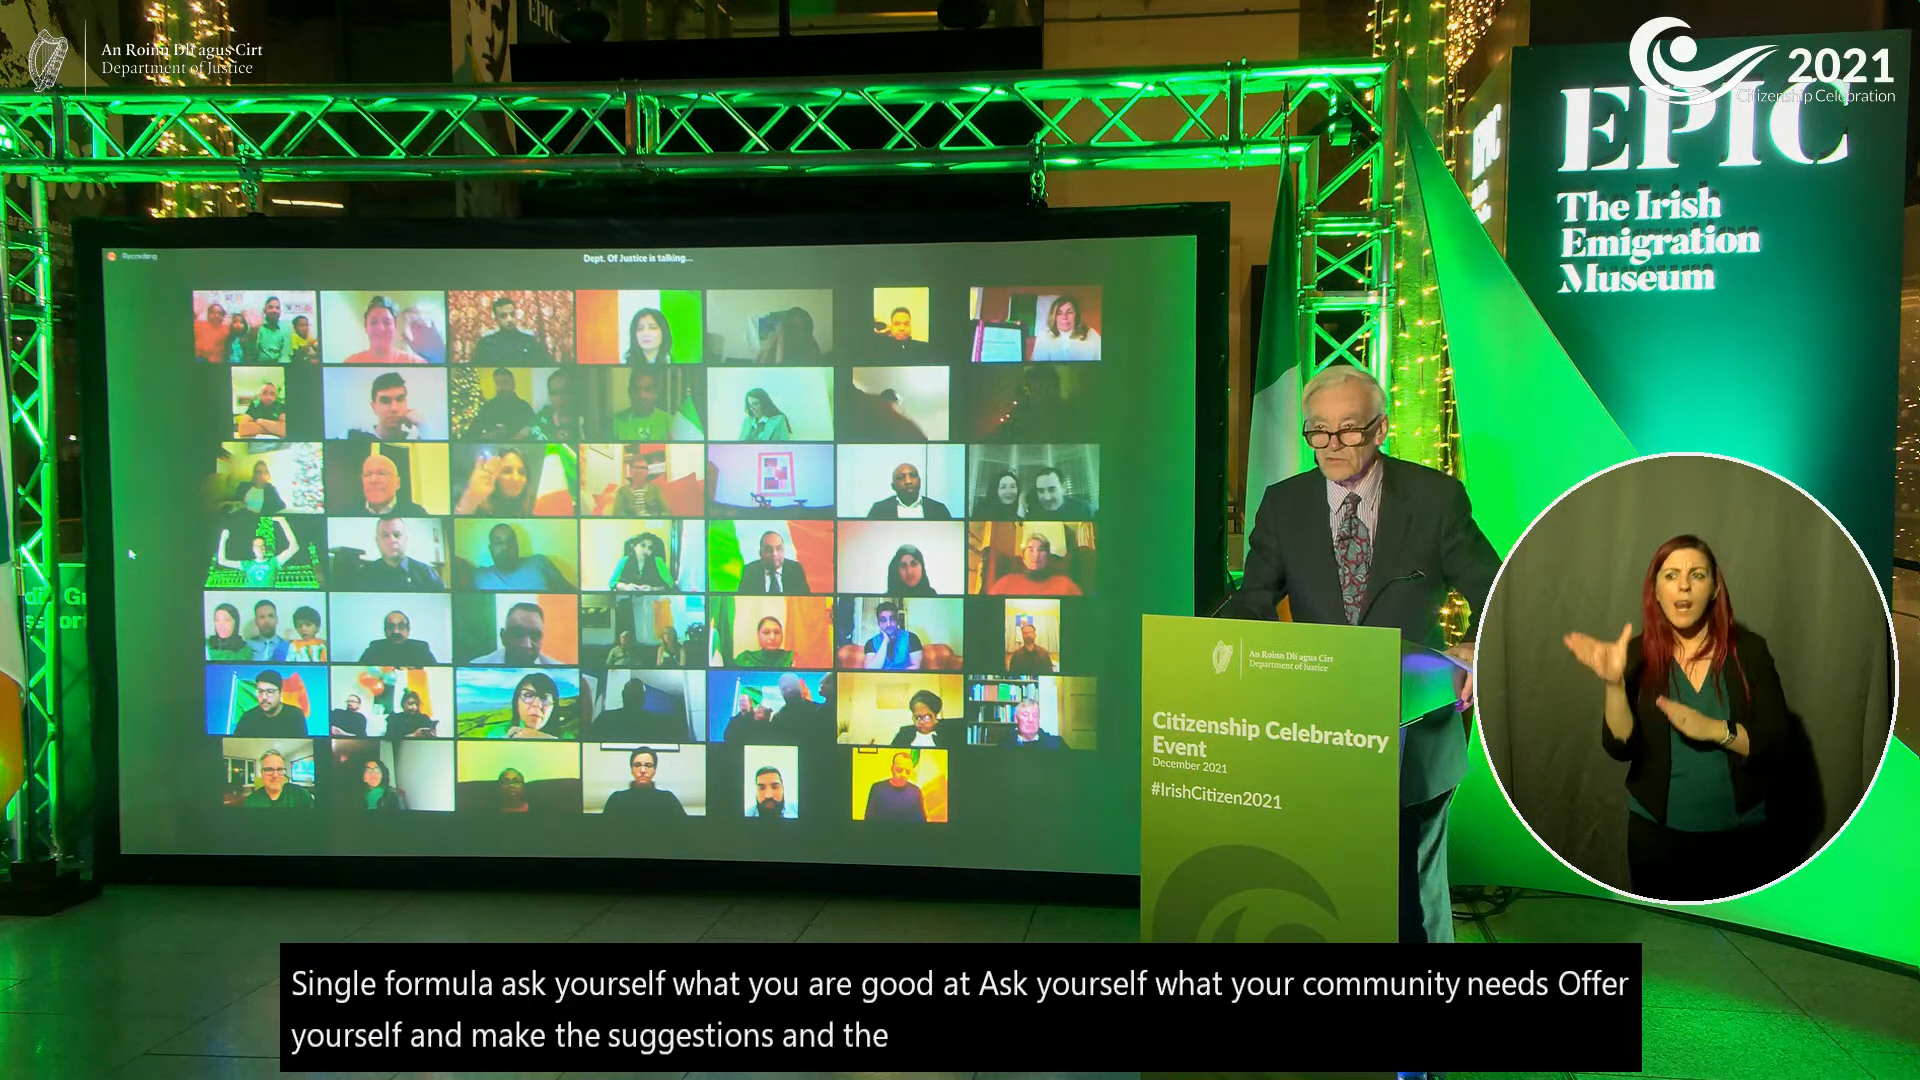 An Roinn Dlí agus Cirt
Department of Justice
EPIC
2021
Citizenship Celebration
EPIC
The Irish
Emigration
Museum
EPIC
Recording
Dept. Of Justice is talking...
An Roinn Dlí agus Cirt
Department of Justice
Citizenship Celebratory
Event
December 2021
#IrishCitizen2021
Single formula ask yourself what you are good at Ask yourself what your community needs Offer
yourself and make the suggestions and the